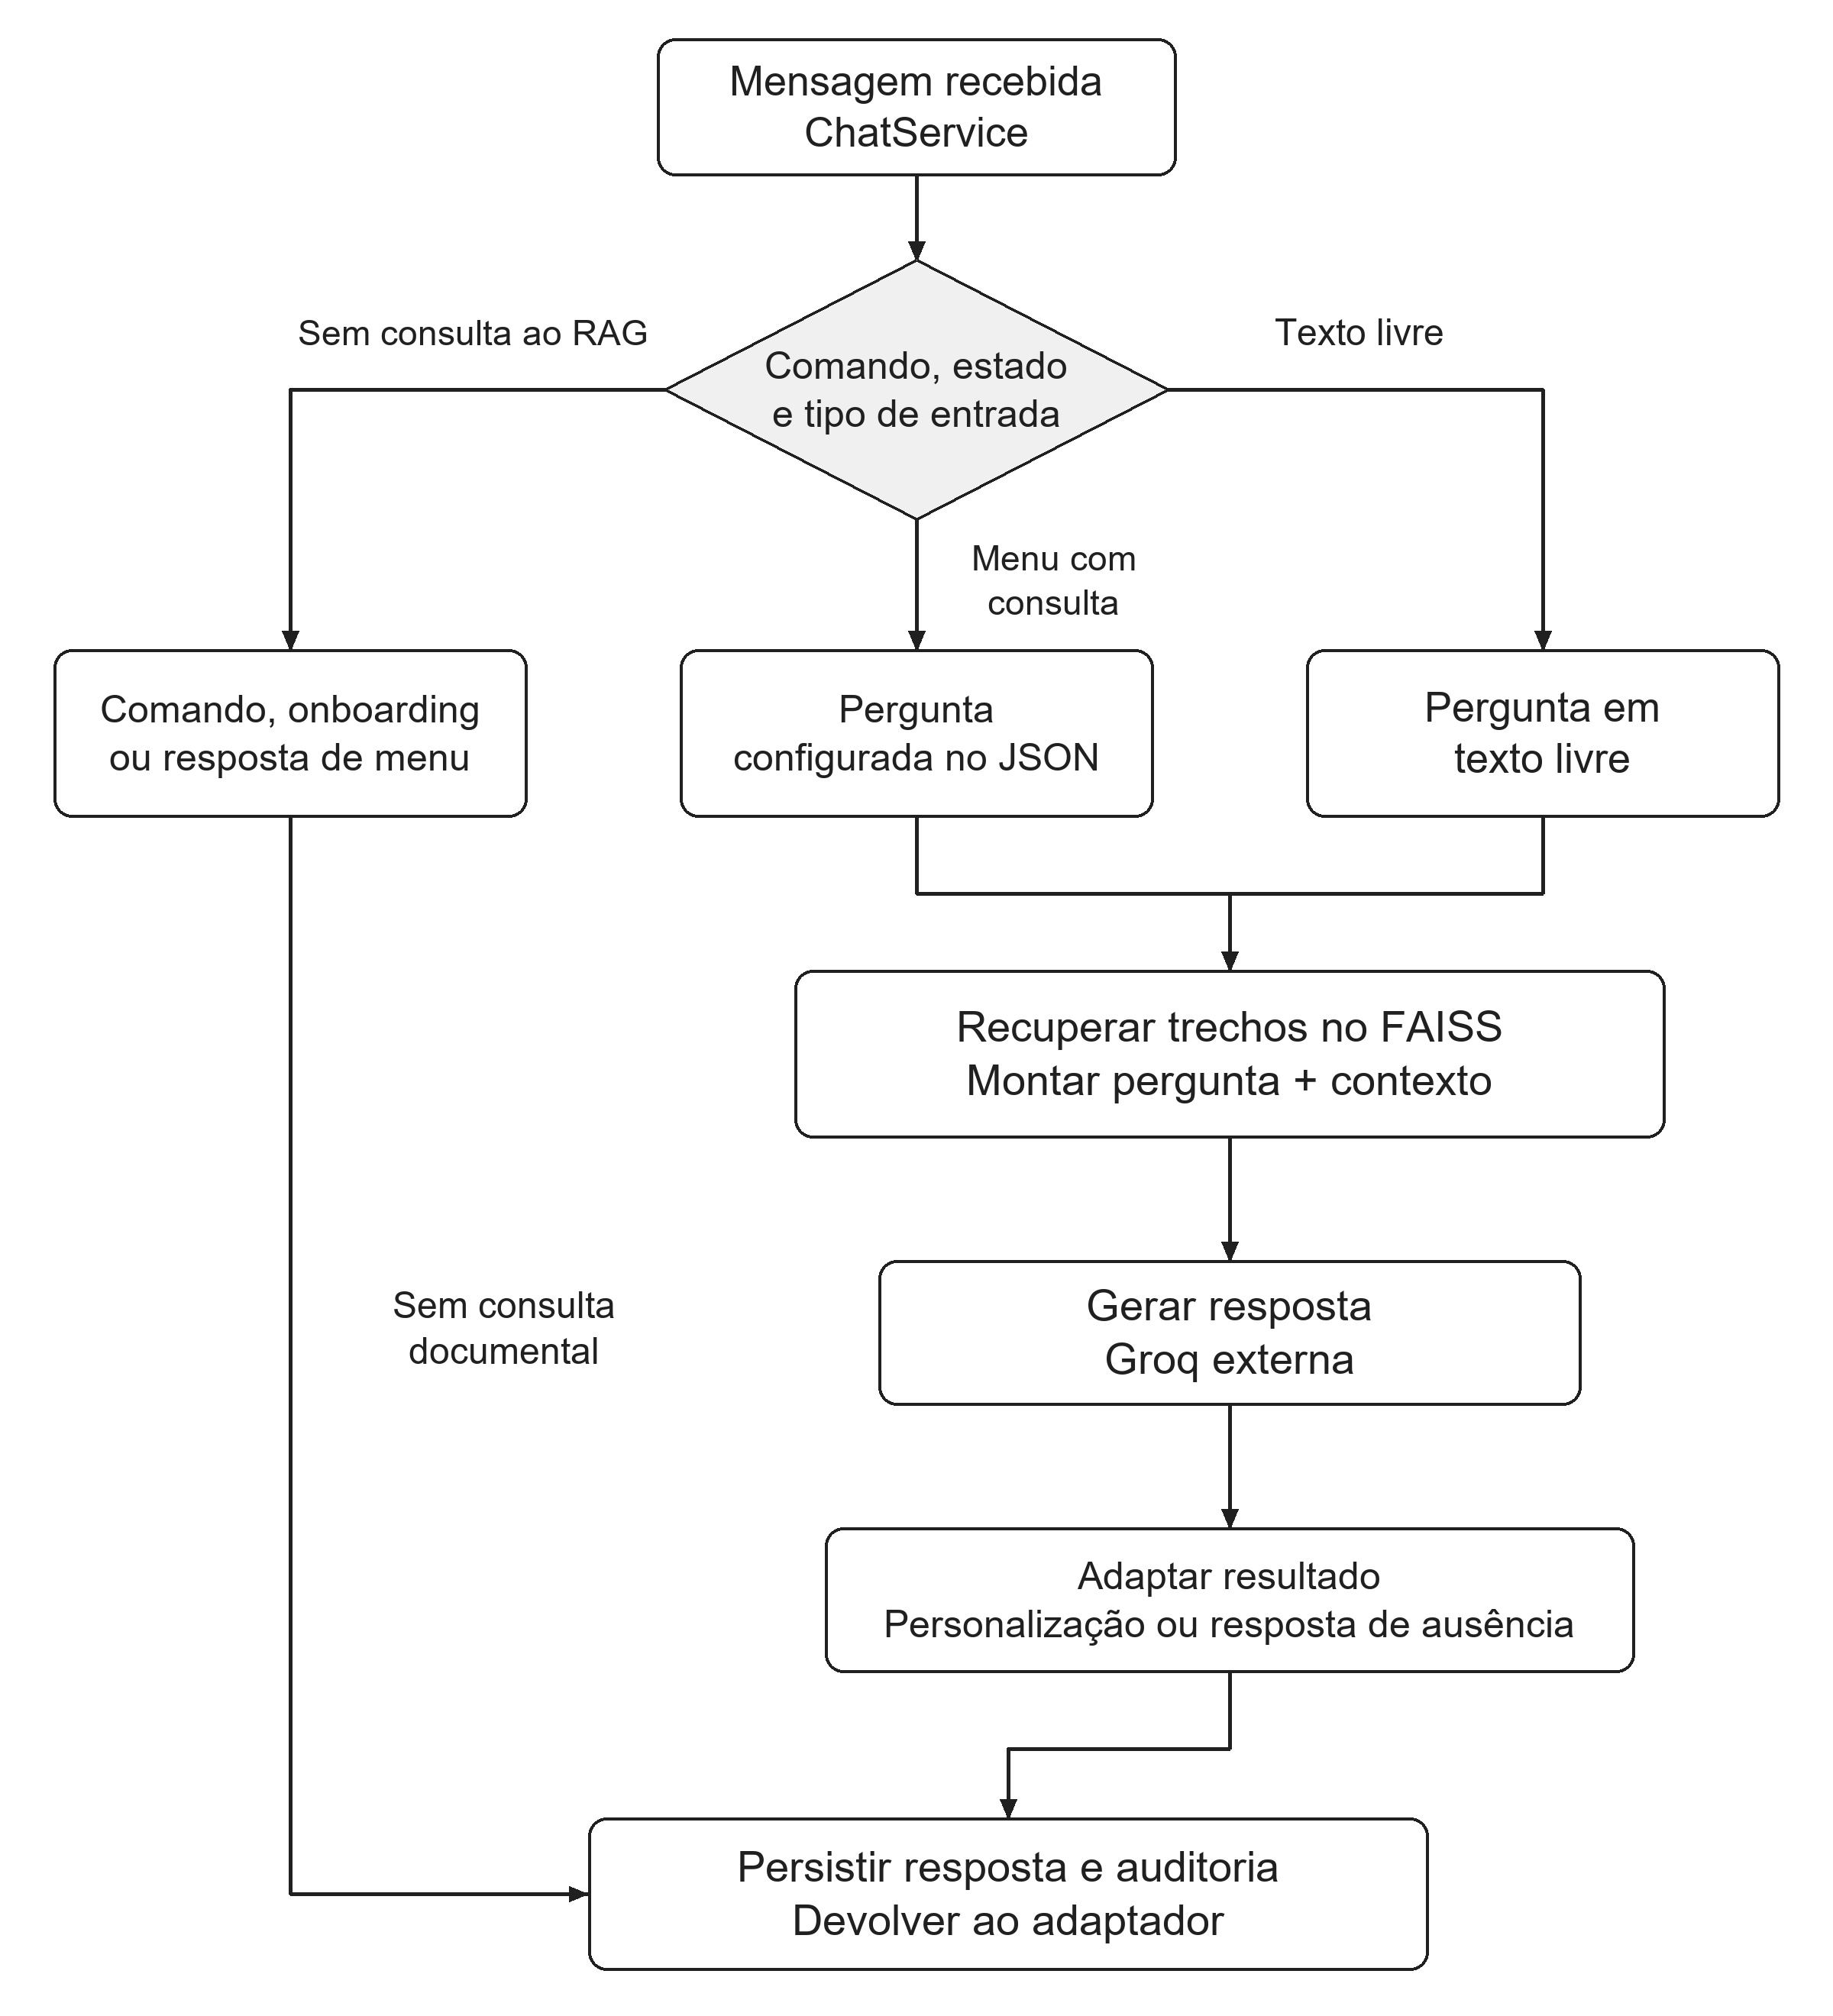 Mensagem recebida
ChatService
Sem consulta ao RAG
Texto livre
Comando, estado
e tipo de entrada
Menu com
consulta
Comando, onboarding
ou resposta de menu
Pergunta
configurada no JSON
Pergunta em
texto livre
Recuperar trechos no FAISS
Montar pergunta + contexto
Sem consulta
documental
Gerar resposta
Groq externa
Adaptar resultado
Personalização ou resposta de ausência
Persistir resposta e auditoria
Devolver ao adaptador